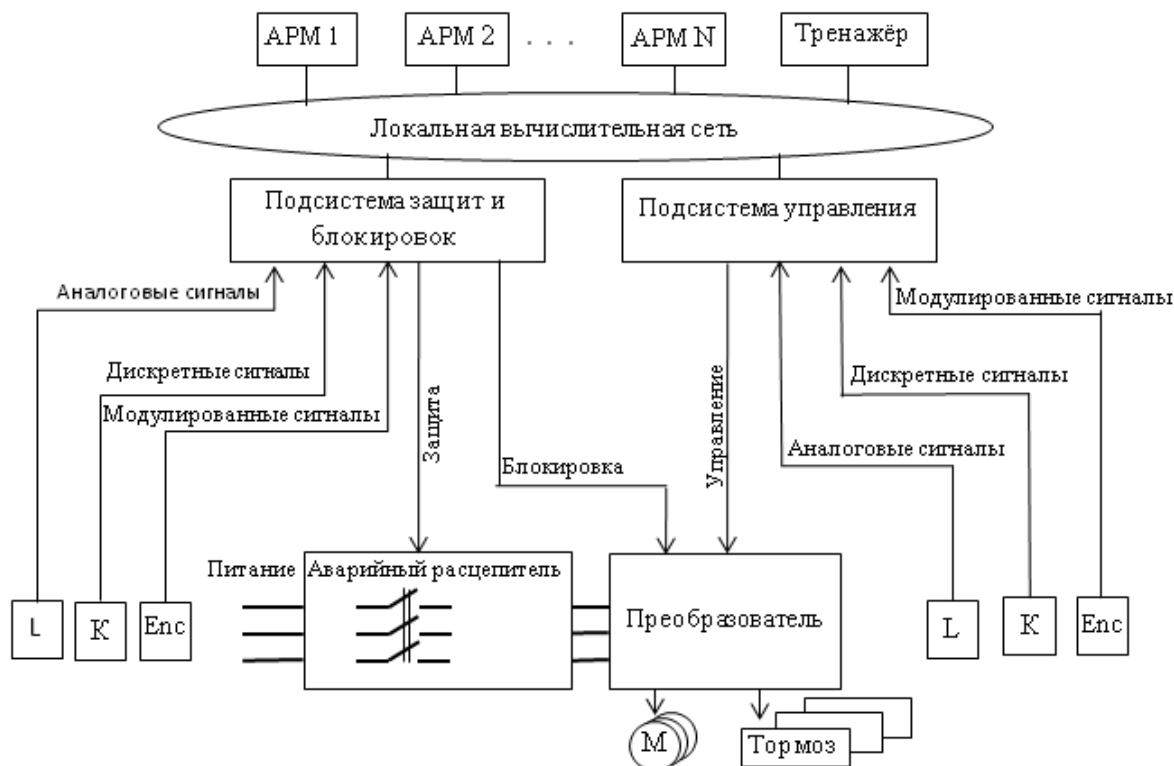 АРМ 1
АРМ 2
. . .
АРМ N
Тренажёр
Локальная вычислительная сеть
Подсистема защит и
блокировок
Подсистема управления
Аналоговые сигналы
Модулированные сигналы
Дискретные сигналы
Дискретные сигналы
Модулированные сигналы
Защита
Управление
Аналоговые сигналы
Блокировка
Питание
Аварийный расцепитель
L
К
Enc
Преобразователь
L
К
Enc
М
Тормоз